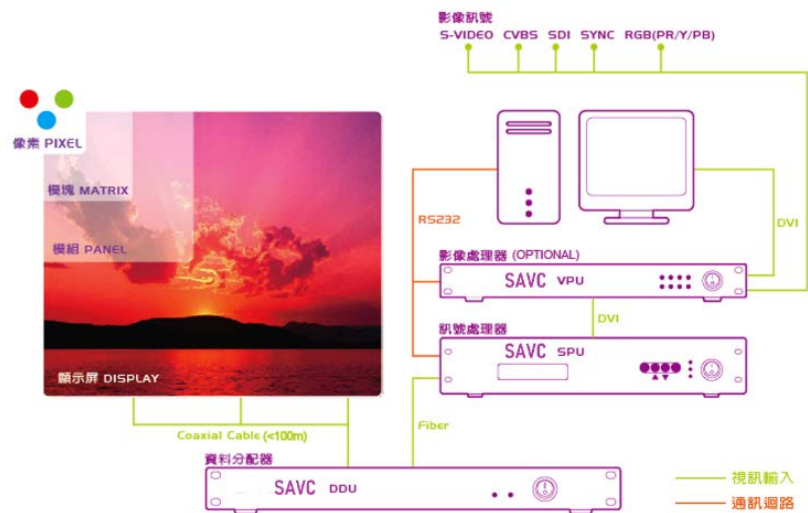 影像訊號
S-VIDEO CVBS SDI SYNC RGB(PR/Y/PB)
像素 PIXEL
模塊 MATRIX
模組 PANEL
顯示屏 DISPLAY
RS232
DVI
影像處理器 (OPTIONAL)
SAVC VPU
DVI
訊號處理器
SAVC SPU
Fiber
Coaxial Cable (<100m)
資料分配器
SAVC DDU
視訊輸入
通訊迴路